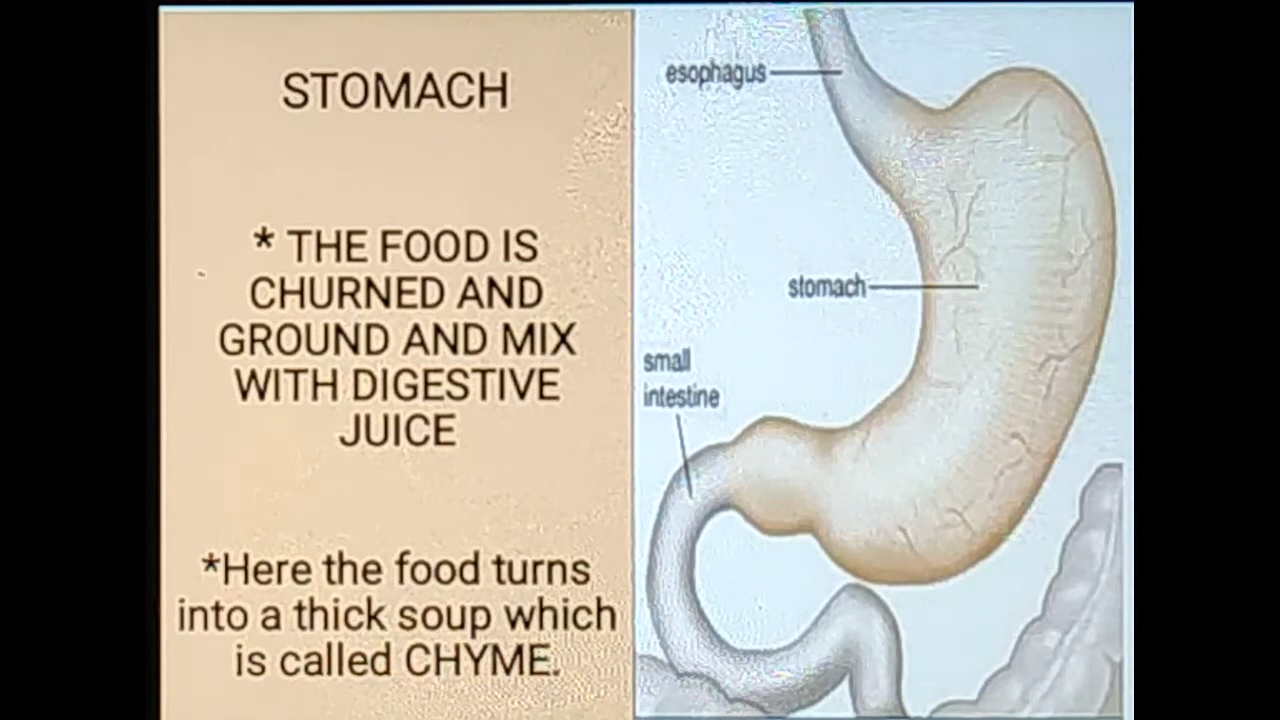 STOMACH
* THE FOOD IS
CHURNED AND
GROUND AND MIX
WITH DIGESTIVE
JUICE
*Here the food turns
into a thick soup which
is called CHYME.
esophagus
stomach
small
intestine